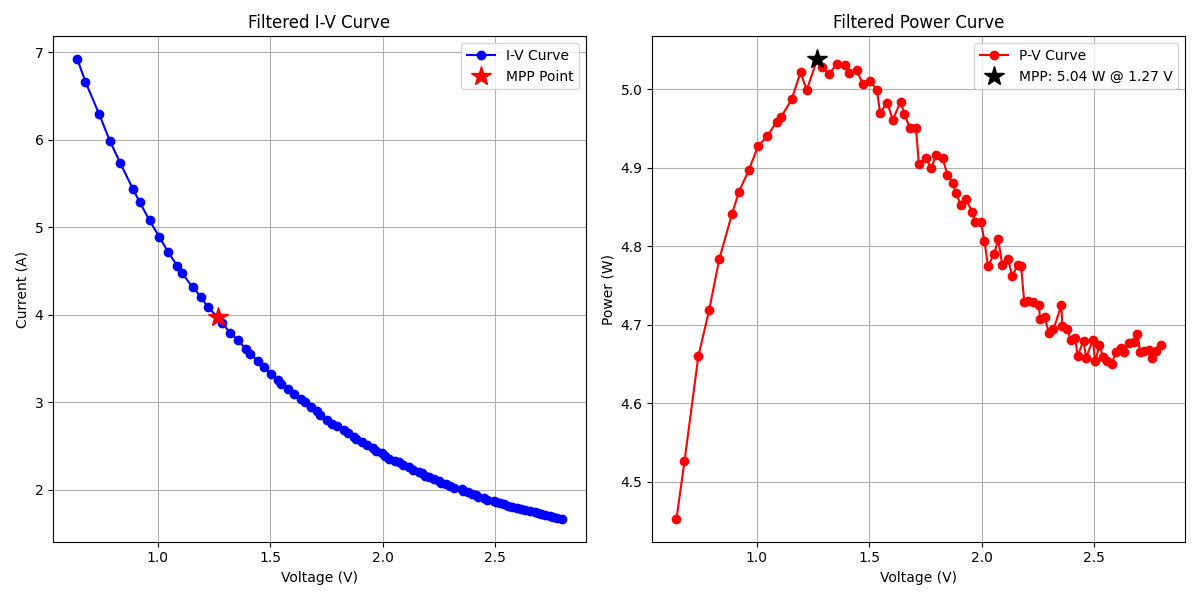 Filtered I-V Curve
I-V Curve
MPP Point
7
6
5
4
3
2
Current (A)
1.0
1.5
2.0
2.5
Voltage (V)
Filtered Power Curve
P-V Curve
MPP: 5.04 W @ 1.27 V
5.0
4.9
4.8
4.7
4.6
4.5
Power (W)
1.0
1.5
2.0
2.5
Voltage (V)